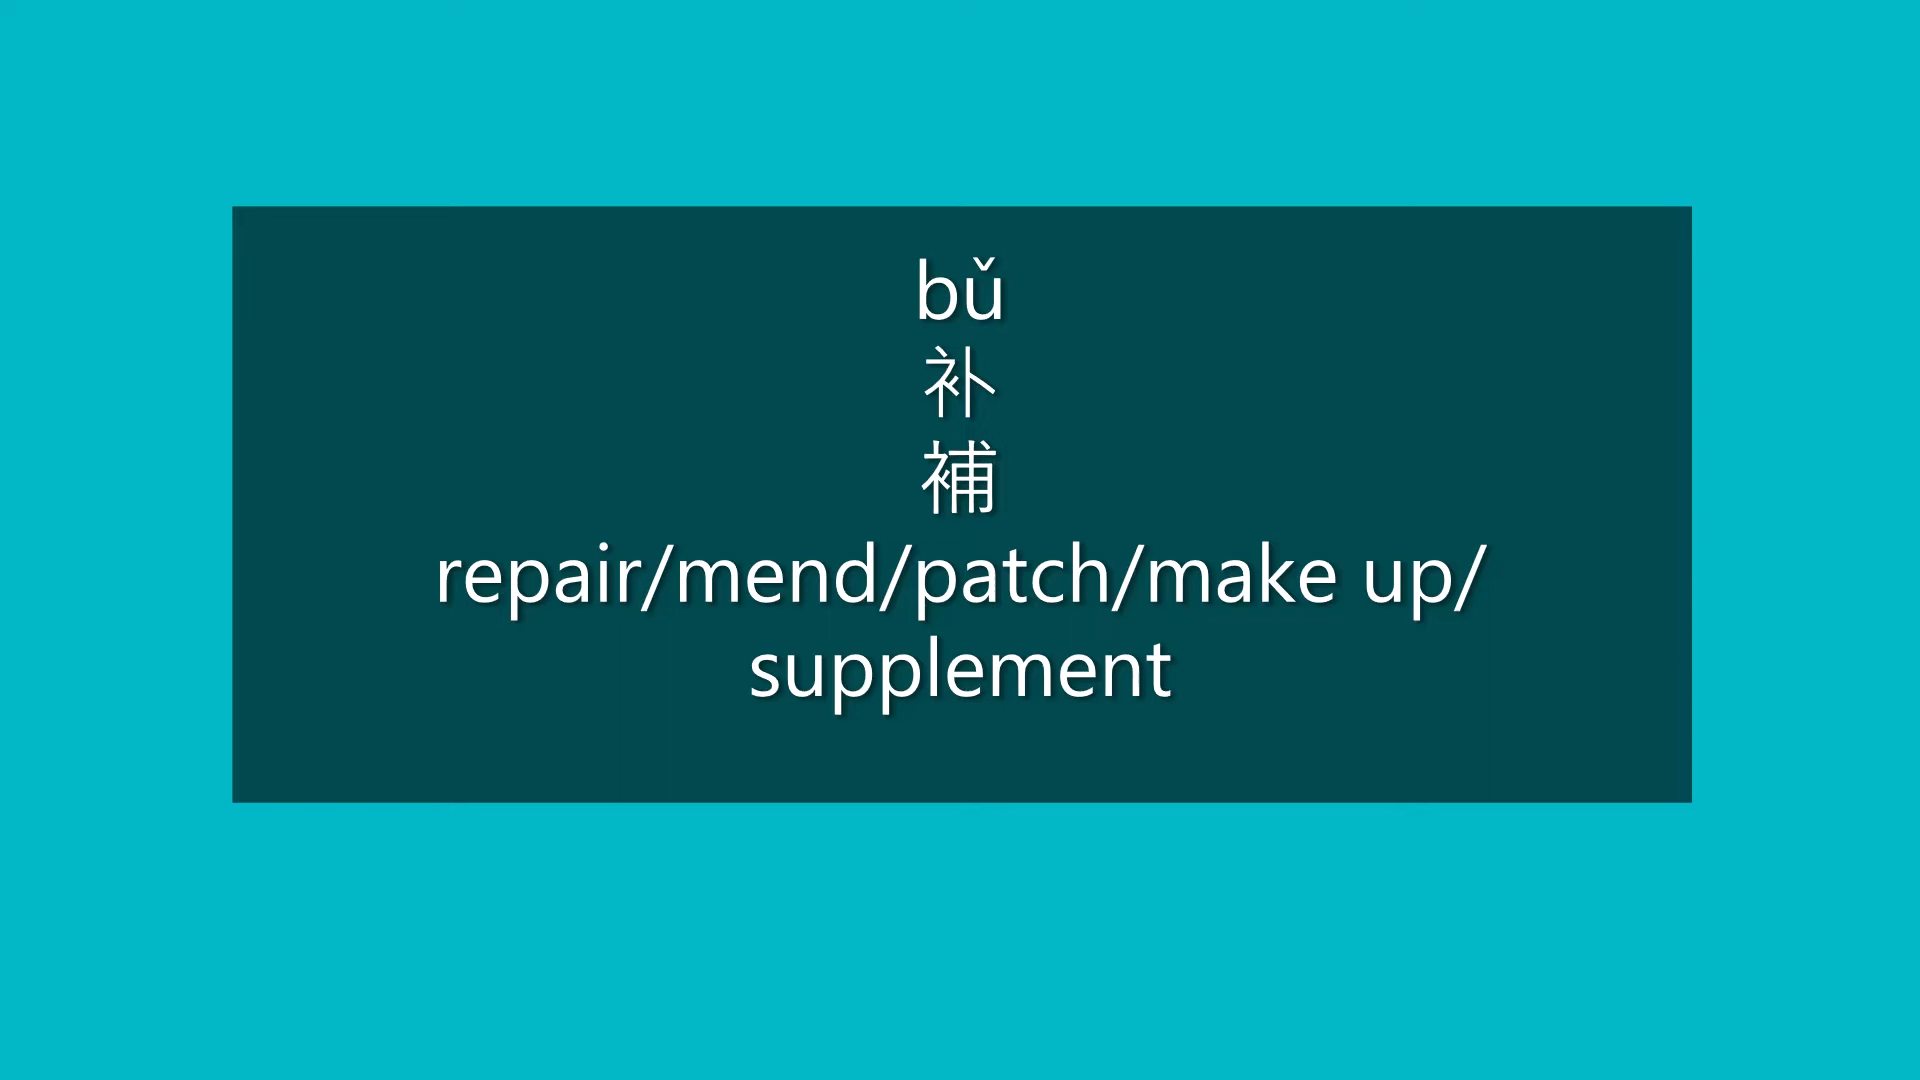 bǔ
补
補
repair/mend/patch/make up/
supplement